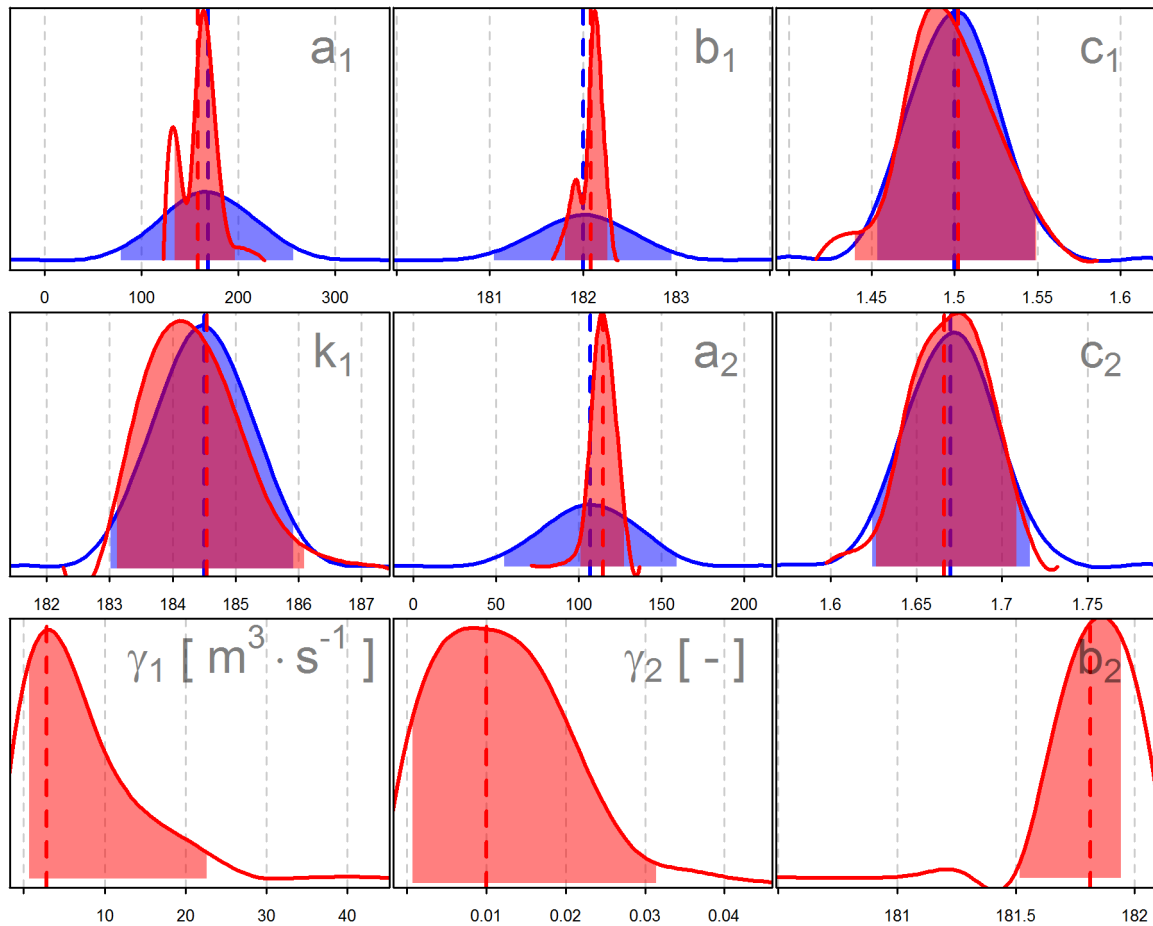 a₁ b₁ c₁
0 100 200 300 181 182 183 1.45 1.5 1.55 1.6
k₁ a₂ c₂
182 183 184 185 186 187 0 50 100 150 200 1.6 1.65 1.7 1.75
γ₁ [ m³ · s⁻¹ ] γ₂ [ - ] b₂
10 20 30 40 0.01 0.02 0.03 0.04 181 181.5 182